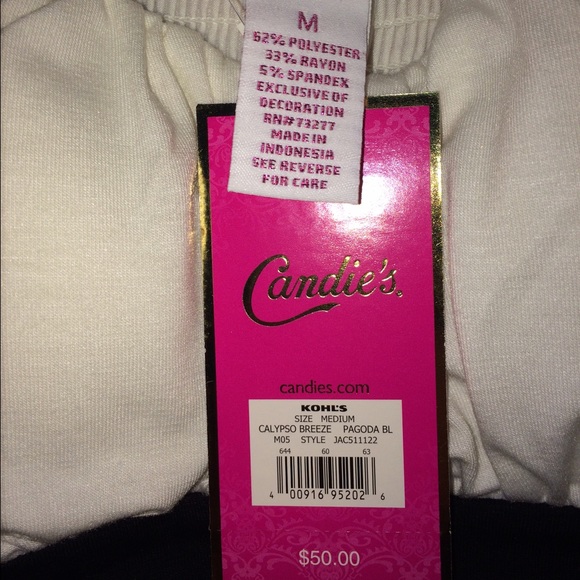 M
62% POLYESTER
33% RAYON
5% SPANDEX
EXCLUSIVE OF
DECORATION
RN#73277
MADE IN
INDONESIA
SEE REVERSE
FOR CARE
Candie's®
candies.com
KOHL'S
SIZE MEDIUM
CALYPSO BREEZE PAGODA BL
M05 STYLE JAC511122
644 60 63
4 00916 95202 6
$50.00